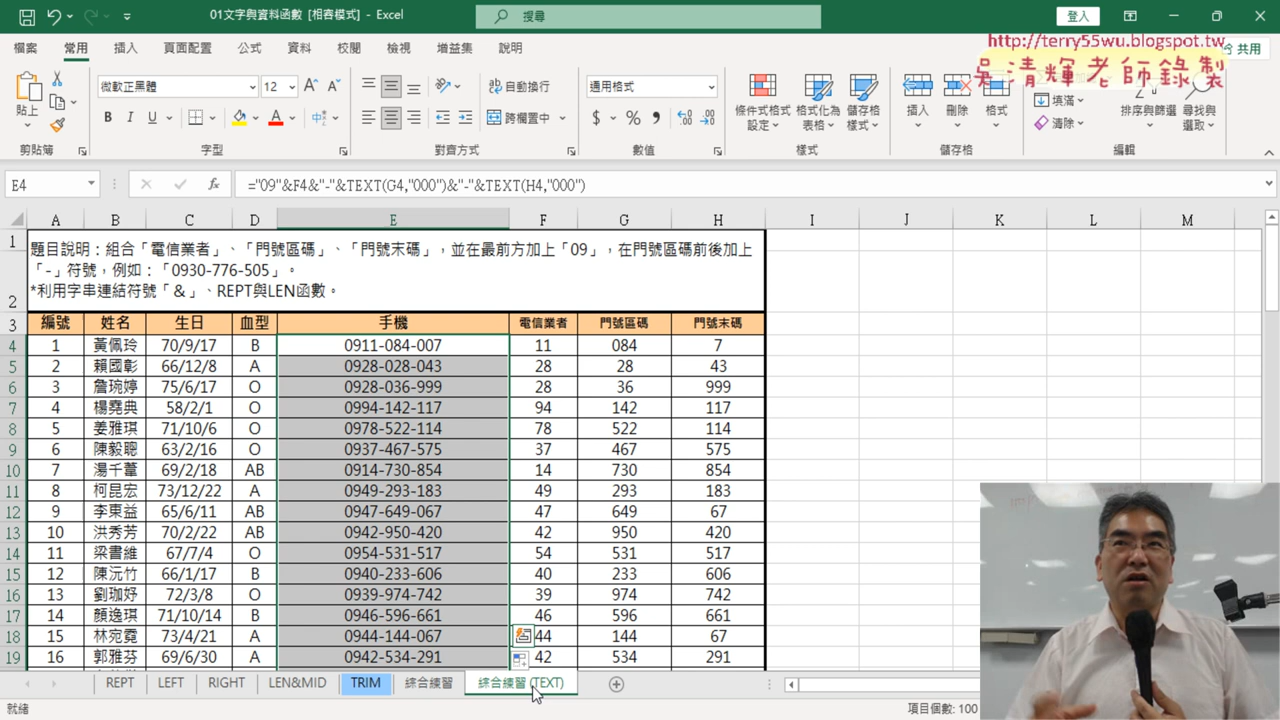 01文字與資料函數 [相容模式] - Excel
搜尋
登入
檔案 常用 插入 頁面配置 公式 資料 校閱 檢視 增益集 說明
共用
http://terry55wu.blogspot.tw
吳清輝老師錄製
貼上
剪貼簿
微軟正黑體 12
B I U A 中
字型
自動換行
跨欄置中
對齊方式
通用格式
$ % ,
數值
條件式格式設定 格式化為表格 儲存格樣式
樣式
插入 刪除 格式
儲存格
填滿
清除
排序與篩選 尋找與選取
編輯
E4
fx
="09"&F4&"-"&TEXT(G4,"000")&"-"&TEXT(H4,"000")
A B C D E F G H I J K L M
1 題目說明：組合「電信業者」、「門號區碼」、「門號末碼」，並在最前方加上「09」，在門號區碼前後加上
「-」符號，例如：「0930-776-505」。
2 *利用字串連結符號「&」、REPT與LEN函數。
3 編號 姓名 生日 血型 手機 電信業者 門號區碼 門號末碼
4 1 黃佩玲 70/9/17 B 0911-084-007 11 084 7
5 2 賴國彰 66/12/8 A 0928-028-043 28 28 43
6 3 詹琬婷 75/6/17 O 0928-036-999 28 36 999
7 4 楊堯典 58/2/1 O 0994-142-117 94 142 117
8 5 姜雅琪 71/10/6 O 0978-522-114 78 522 114
9 6 陳毅聰 63/2/16 O 0937-467-575 37 467 575
10 7 湯千葦 69/2/18 AB 0914-730-854 14 730 854
11 8 柯昆宏 73/12/22 A 0949-293-183 49 293 183
12 9 李東益 65/6/11 AB 0947-649-067 47 649 67
13 10 洪秀芳 70/2/22 AB 0942-950-420 42 950 420
14 11 梁書維 67/7/4 O 0954-531-517 54 531 517
15 12 陳沅竹 66/1/17 B 0940-233-606 40 233 606
16 13 劉珈妤 72/3/8 O 0939-974-742 39 974 742
17 14 顏逸琪 71/10/14 B 0946-596-661 46 596 661
18 15 林宛霓 73/4/21 A 0944-144-067 44 144 67
19 16 郭雅芬 69/6/30 A 0942-534-291 42 534 291
REPT LEFT RIGHT LEN&MID TRIM 綜合練習 綜合練習 (TEXT)
就緒
項目個數: 100